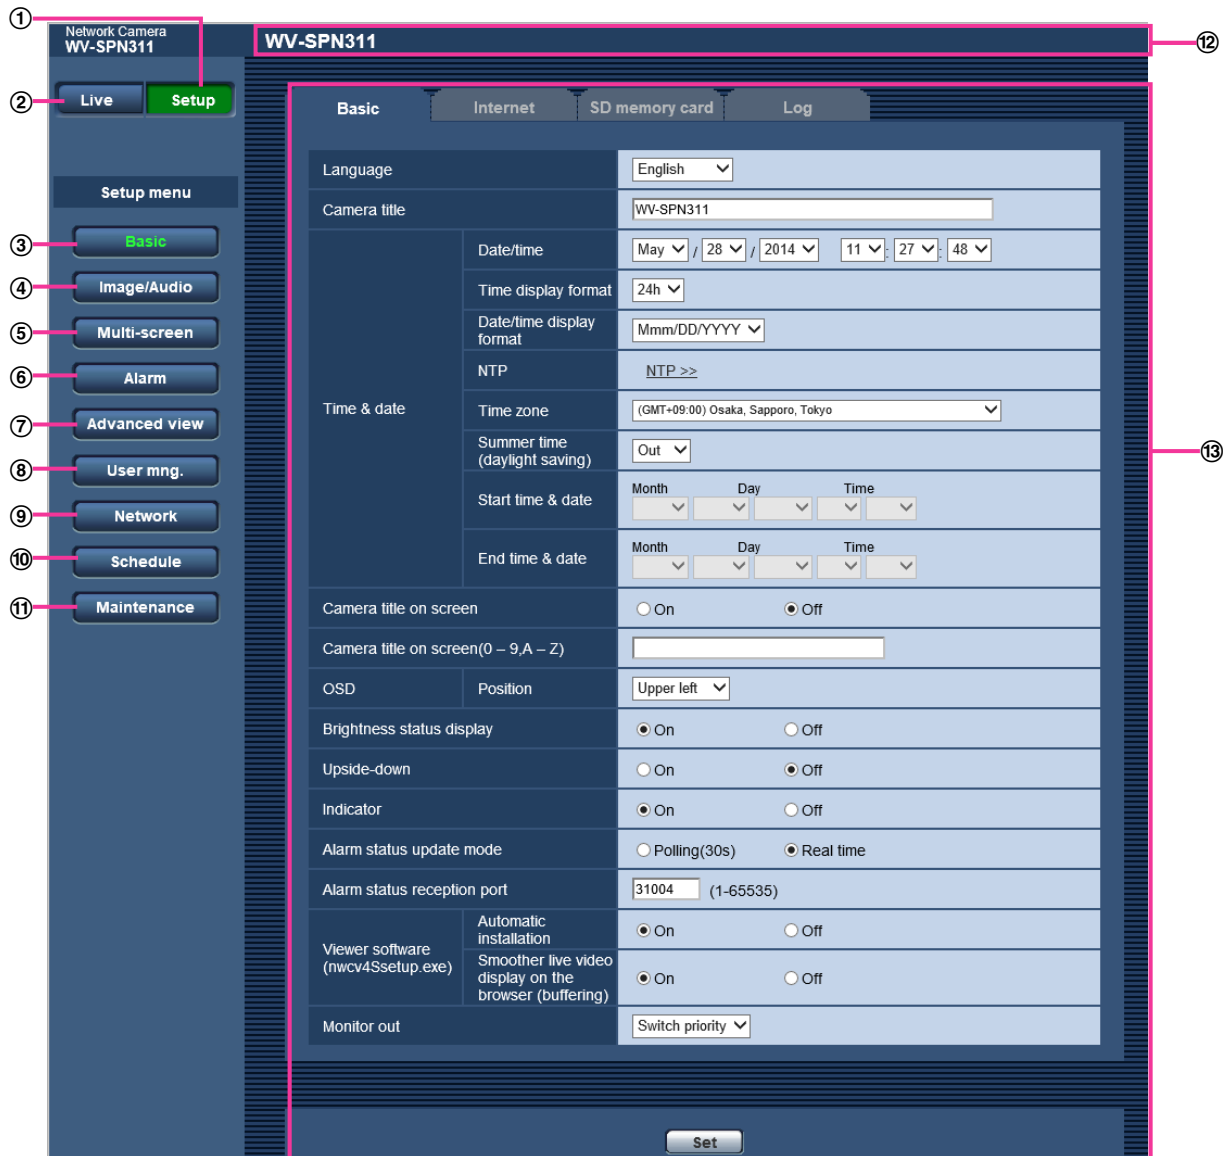 ①
Network Camera
WV-SPN311
WV-SPN311
⑫
②
Live
Setup
Basic
Internet
SD memory card
Log
Setup menu
③
Basic
④
Image/Audio
⑤
Multi-screen
⑥
Alarm
⑦
Advanced view
⑧
User mng.
⑨
Network
⑩
Schedule
⑪
Maintenance
Language
English
Camera title
WV-SPN311
Time & date
Date/time
May / 28 / 2014 11 : 27 : 48
Time display format
24h
Date/time display
format
Mmm/DD/YYYY
NTP
NTP >>
Time zone
(GMT+09:00) Osaka, Sapporo, Tokyo
Summer time
(daylight saving)
Out
⑬
Start time & date
Month Day Time
End time & date
Month Day Time
Camera title on screen
On Off
Camera title on screen(0 – 9,A – Z)
OSD
Position
Upper left
Brightness status display
On Off
Upside-down
On Off
Indicator
On Off
Alarm status update mode
Polling(30s) Real time
Alarm status reception port
31004 (1-65535)
Viewer software
(nwcv4Ssetup.exe)
Automatic
installation
On Off
Smoother live video
display on the
browser (buffering)
On Off
Monitor out
Switch priority
Set